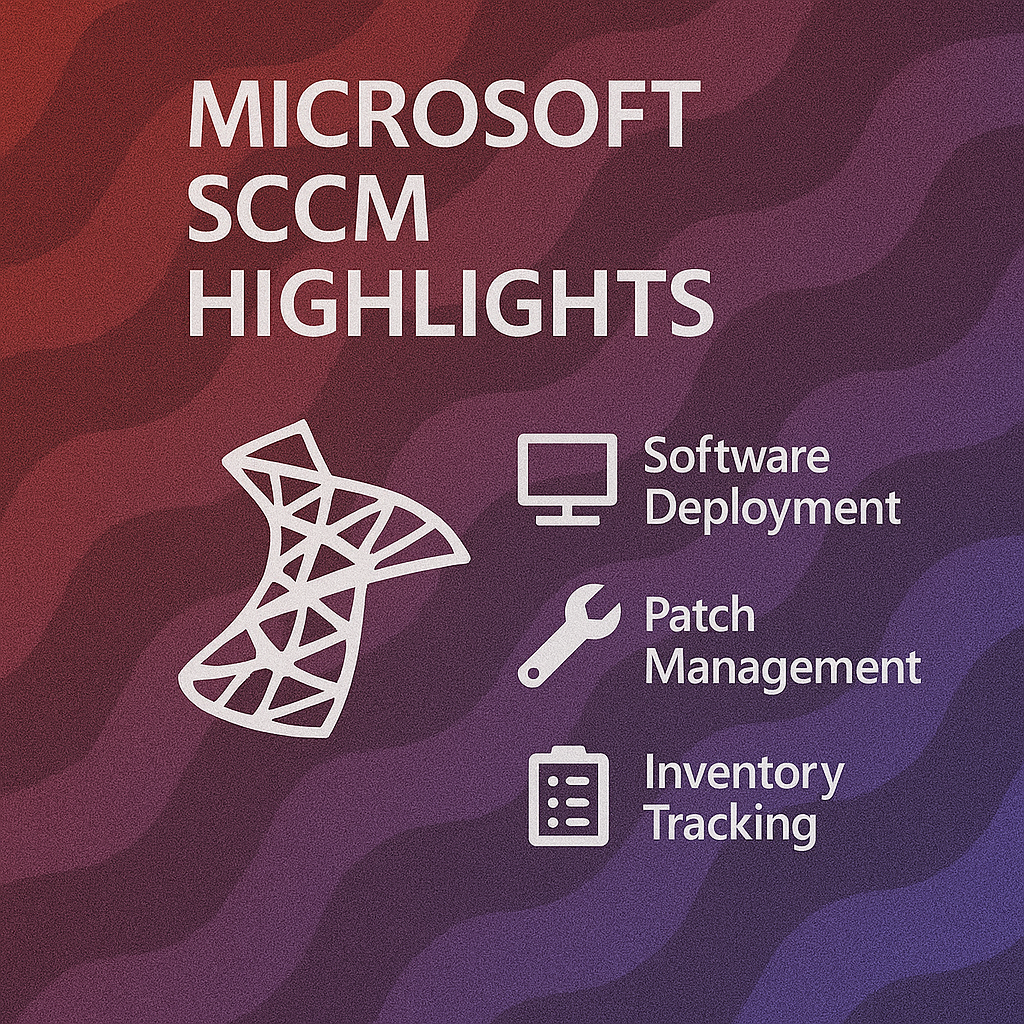 MICROSOFT
SCCM
HIGHLIGHTS
Software
Deployment
Patch
Management
Inventory
Tracking